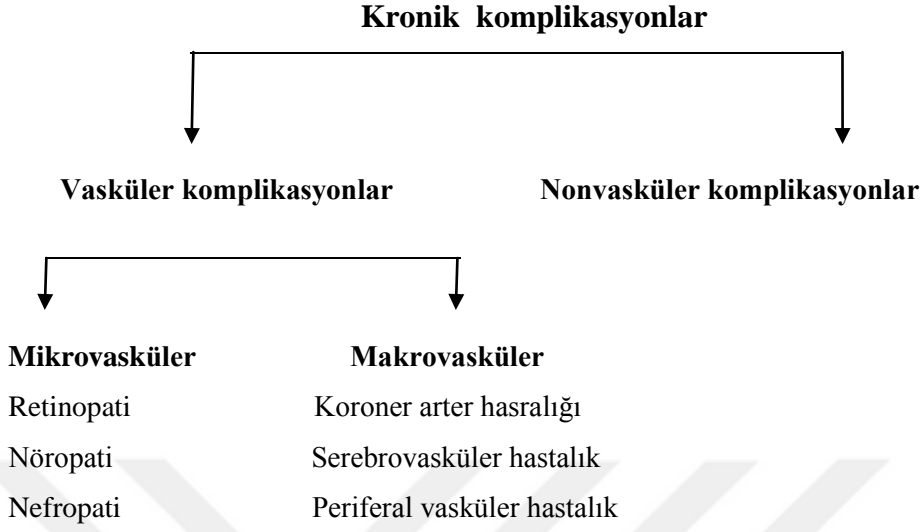 Kronik komplikasyonlar
Vasküler komplikasyonlar Nonvasküler komplikasyonlar
Mikrovasküler Makrovasküler
Retinopati Koroner arter hasralığı
Nöropati Serebrovasküler hastalık
Nefropati Periferal vasküler hastalık